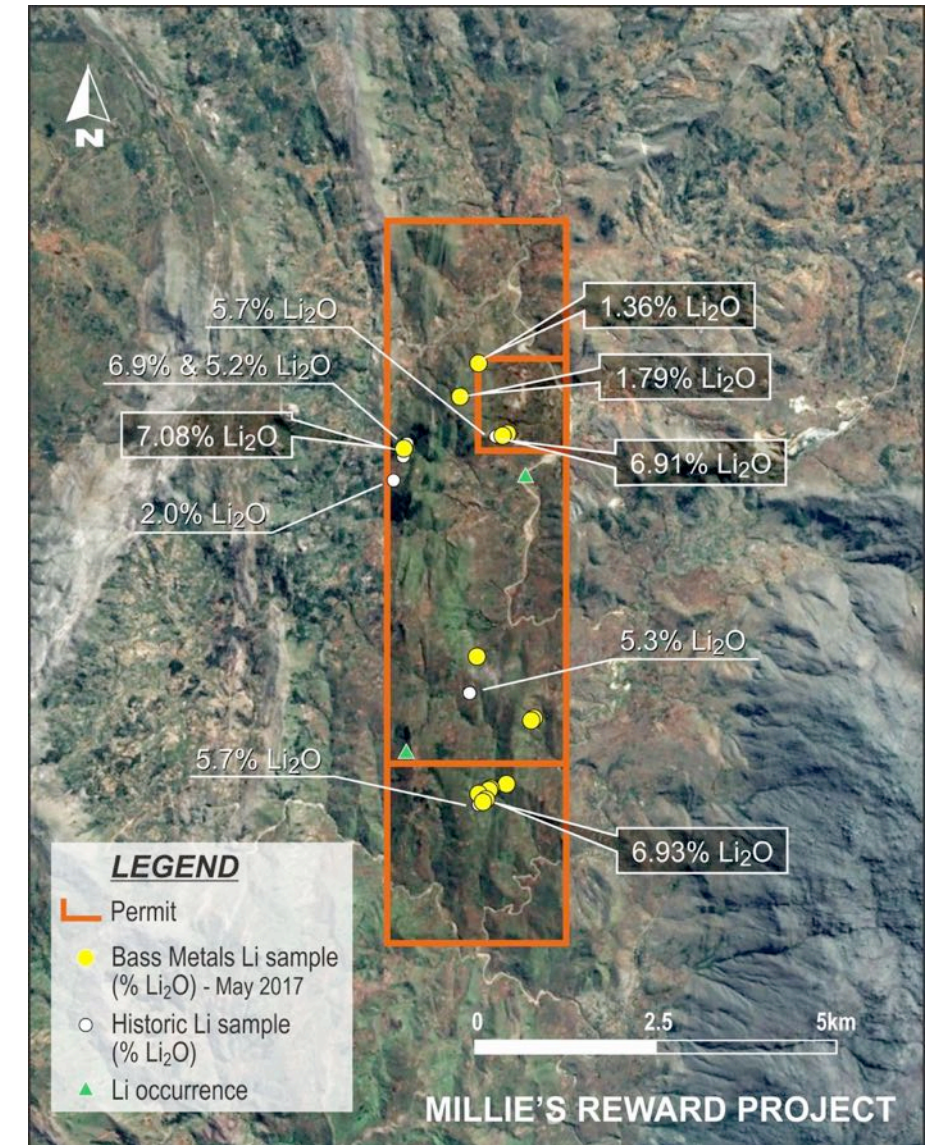 N
5.7% Li₂O
1.36% Li₂O
6.9% & 5.2% Li₂O
1.79% Li₂O
7.08% Li₂O
6.91% Li₂O
2.0% Li₂O
5.3% Li₂O
5.7% Li₂O
6.93% Li₂O
LEGEND
Permit
Bass Metals Li sample
(% Li₂O) - May 2017
Historic Li sample
(% Li₂O)
Li occurrence
0 2.5 5km
MILLIE'S REWARD PROJECT